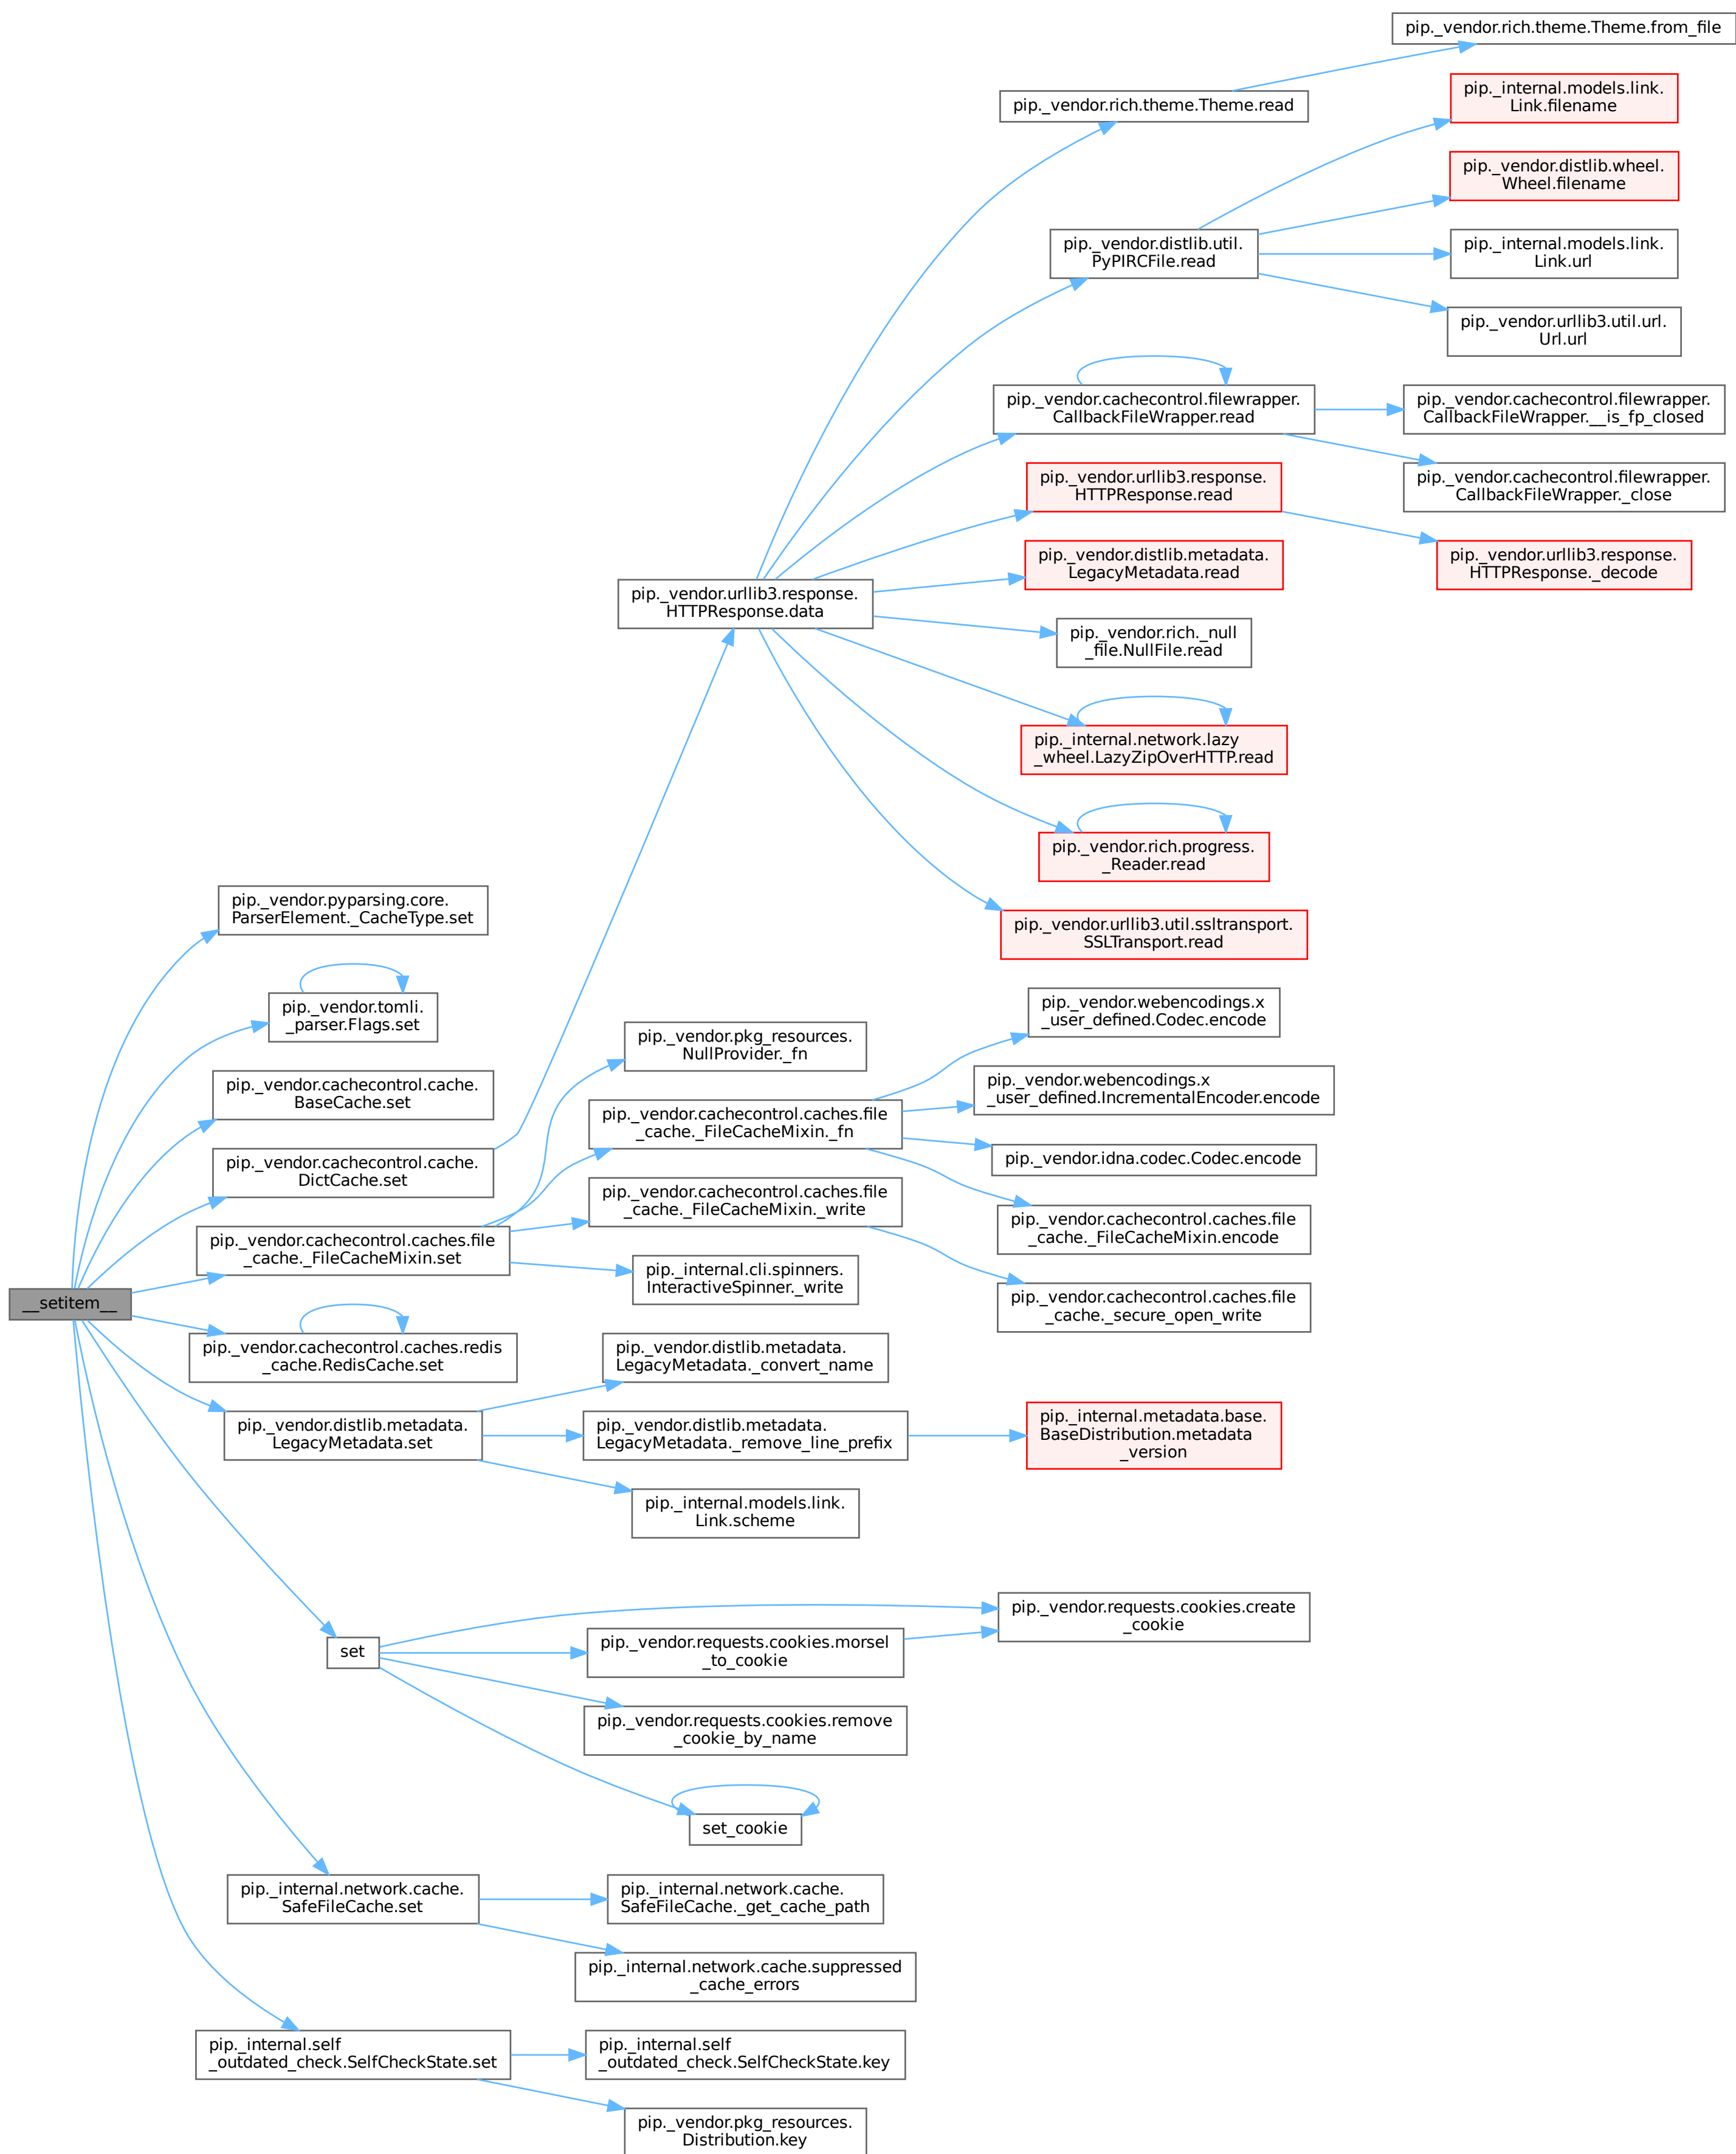 pip._vendor.rich.theme.Theme.from_file
pip._internal.models.link.
Link.filename
pip._vendor.rich.theme.Theme.read
pip._vendor.distlib.wheel.
Wheel.filename
pip._vendor.distlib.util.
PyPIRCFile.read
pip._internal.models.link.
Link.url
pip._vendor.urllib3.util.url.
Url.url
pip._vendor.cachecontrol.filewrapper.
CallbackFileWrapper.read
pip._vendor.cachecontrol.filewrapper.
CallbackFileWrapper.__is_fp_closed
pip._vendor.cachecontrol.filewrapper.
CallbackFileWrapper._close
pip._vendor.urllib3.response.
HTTPResponse.read
pip._vendor.urllib3.response.
HTTPResponse._decode
pip._vendor.distlib.metadata.
LegacyMetadata.read
pip._vendor.urllib3.response.
HTTPResponse.data
pip._vendor.rich._null
_file.NullFile.read
pip._internal.network.lazy
_wheel.LazyZipOverHTTP.read
pip._vendor.rich.progress.
_Reader.read
pip._vendor.urllib3.util.ssltransport.
SSLTransport.read
pip._vendor.pyparsing.core.
ParserElement._CacheType.set
pip._vendor.tomli.
_parser.Flags.set
pip._vendor.cachecontrol.cache.
BaseCache.set
pip._vendor.cachecontrol.cache.
DictCache.set
pip._vendor.cachecontrol.caches.file
_cache._FileCacheMixin.set
pip._vendor.pkg_resources.
NullProvider._fn
pip._vendor.cachecontrol.caches.file
_cache._FileCacheMixin._fn
pip._vendor.cachecontrol.caches.file
_cache._FileCacheMixin._write
pip._internal.cli.spinners.
InteractiveSpinner._write
pip._vendor.webencodings.x
_user_defined.Codec.encode
pip._vendor.webencodings.x
_user_defined.IncrementalEncoder.encode
pip._vendor.idna.codec.Codec.encode
pip._vendor.cachecontrol.caches.file
_cache._FileCacheMixin.encode
pip._vendor.cachecontrol.caches.file
_cache._secure_open_write
__setitem__
pip._vendor.cachecontrol.caches.redis
_cache.RedisCache.set
pip._vendor.distlib.metadata.
LegacyMetadata.set
pip._vendor.distlib.metadata.
LegacyMetadata._convert_name
pip._vendor.distlib.metadata.
LegacyMetadata._remove_line_prefix
pip._internal.metadata.base.
BaseDistribution.metadata
_version
pip._internal.models.link.
Link.scheme
set
pip._vendor.requests.cookies.create
_cookie
pip._vendor.requests.cookies.morsel
_to_cookie
pip._vendor.requests.cookies.remove
_cookie_by_name
set_cookie
pip._internal.network.cache.
SafeFileCache.set
pip._internal.network.cache.
SafeFileCache._get_cache_path
pip._internal.network.cache.suppressed
_cache_errors
pip._internal.self
_outdated_check.SelfCheckState.set
pip._internal.self
_outdated_check.SelfCheckState.key
pip._vendor.pkg_resources.
Distribution.key